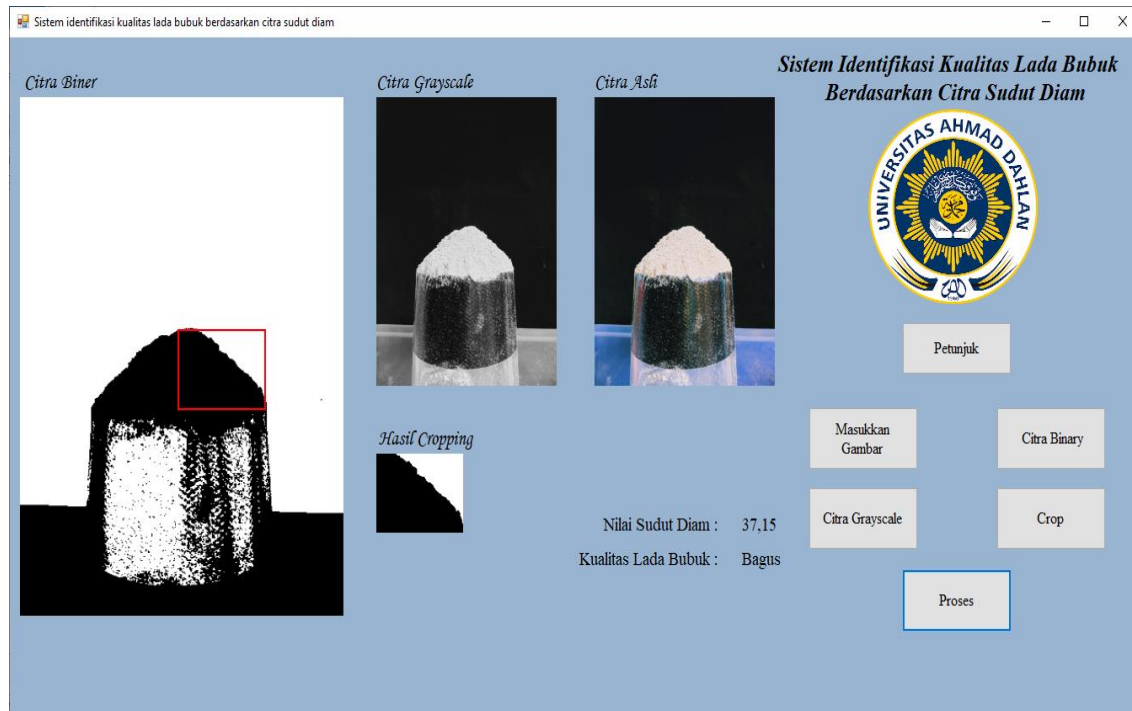 Sistem identifikasi kualitas lada bubuk berdasarkan citra sudut diam
Citra Biner
Citra Grayscale
Citra Asli
Sistem Identifikasi Kualitas Lada Bubuk
Berdasarkan Citra Sudut Diam
UNIVERSITAS AHMAD DAHLAN
Petunjuk
Masukkan
Gambar
Citra Binary
Hasil Cropping
Citra Grayscale
Crop
Nilai Sudut Diam : 37,15
Kualitas Lada Bubuk : Bagus
Proses